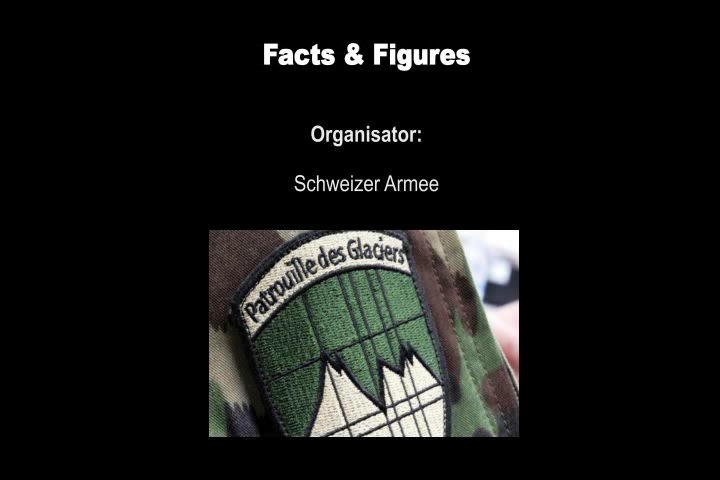 Facts & Figures
Organisator:
Schweizer Armee
Patrouille des Glaciers